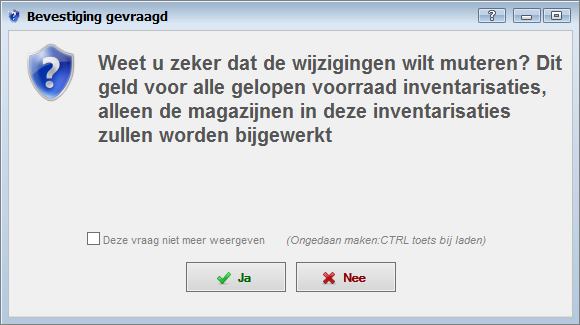 Bevestiging gevraagd
Weet u zeker dat de wijzigingen wilt muteren? Dit
geld voor alle gelopen voorraad inventarisaties,
alleen de magazijnen in deze inventarisaties
zullen worden bijgewerkt
Deze vraag niet meer weergeven (Ongedaan maken:CTRL toets bij laden)
Ja Nee